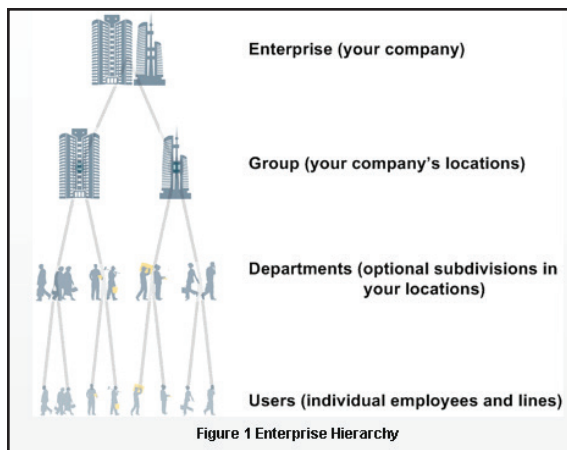 Enterprise (your company)
Group (your company's locations)
Departments (optional subdivisions in
your locations)
Users (individual employees and lines)
Figure 1 Enterprise Hierarchy